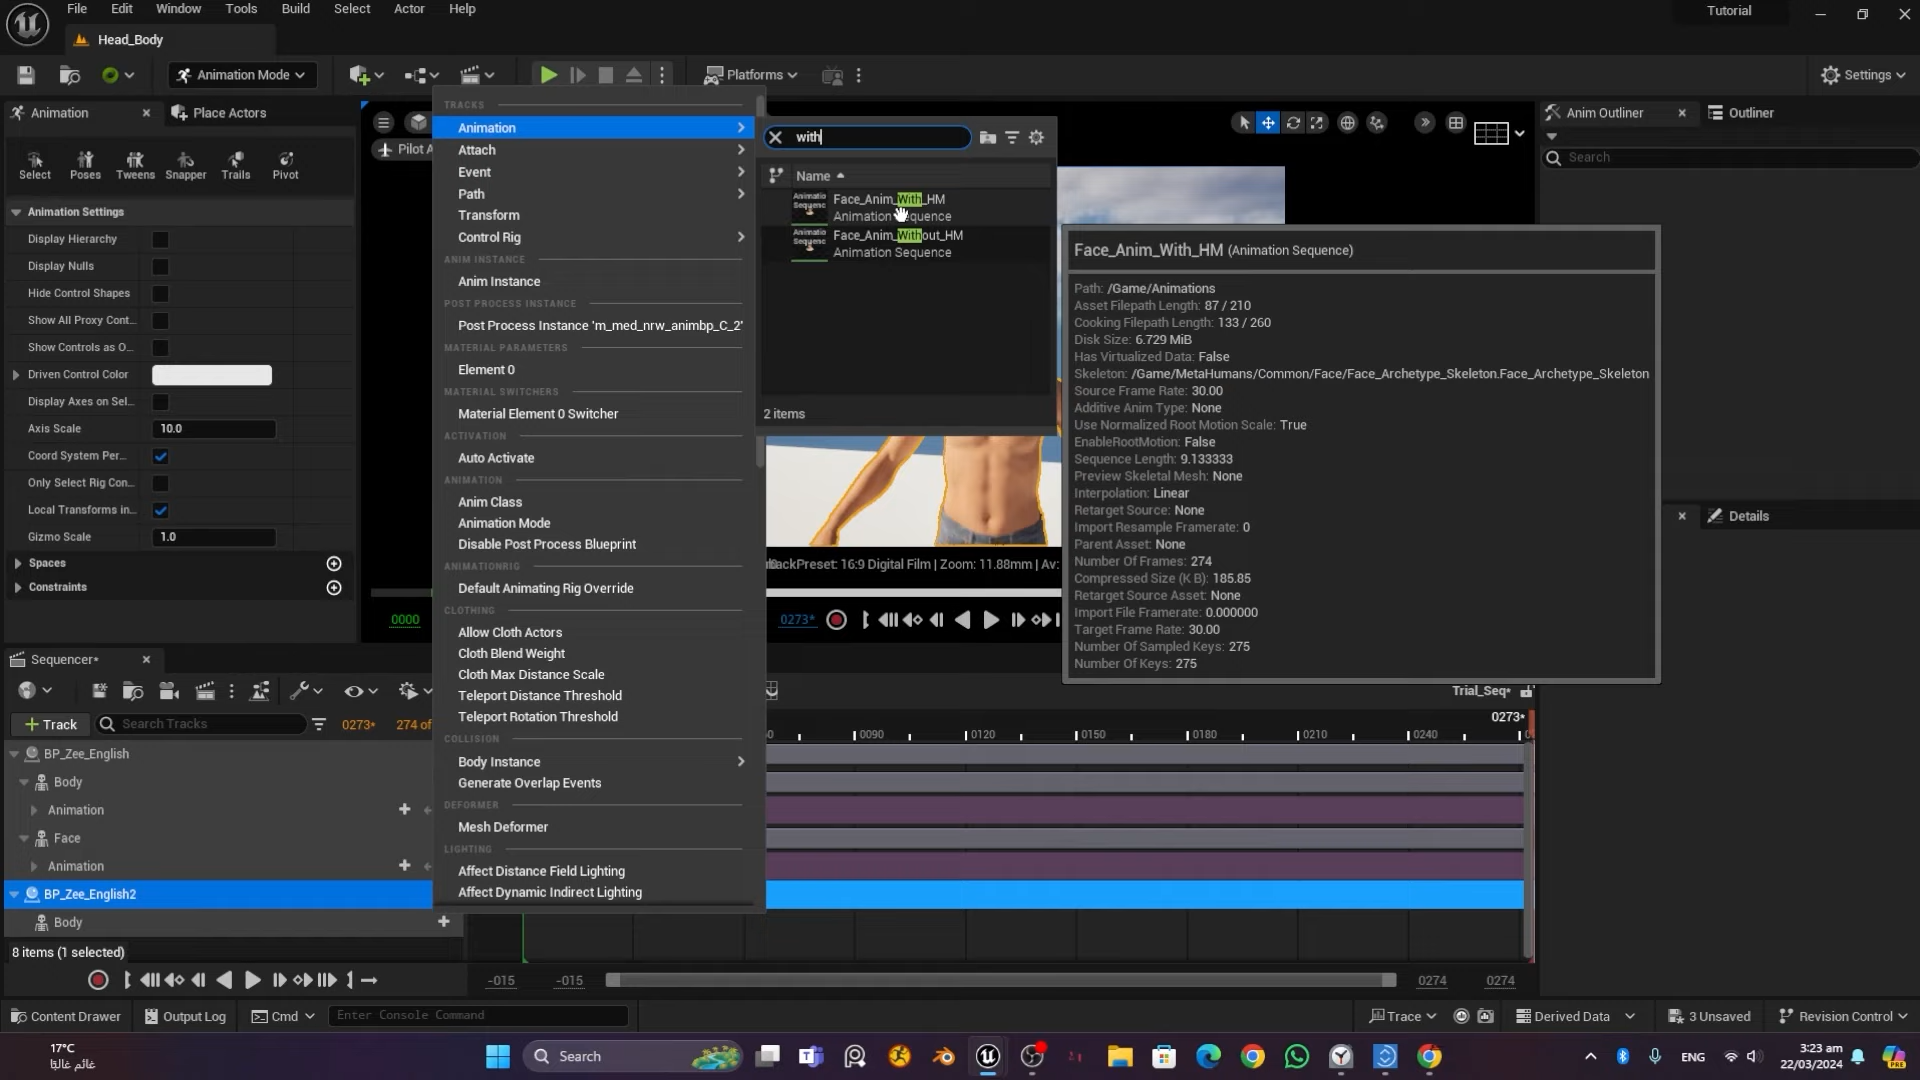 File Edit Window Tools Build Select Actor Help
Tutorial
Head_Body
Animation Mode
Platforms
Settings
Animation
Place Actors
Select Poses Tweens Snapper Trails Pivot
Animation Settings
Display Hierarchy
Display Nulls
Hide Control Shapes
Show All Proxy Cont...
Show Controls as O...
Driven Control Color
Display Axes on Sel...
Axis Scale 10.0
Coord System Per...
Only Select Rig Con...
Local Transforms in...
Gizmo Scale 1.0
Spaces
Constraints
Pilot A
TRACKS
Animation
Attach
Event
Path
Transform
Control Rig
ANIM INSTANCE
Anim Instance
POST PROCESS INSTANCE
Post Process Instance 'm_med_nrw_animbp_C_2'
MATERIAL PARAMETERS
Element 0
MATERIAL SWITCHERS
Material Element 0 Switcher
ACTIVATION
Auto Activate
ANIMATION
Anim Class
Animation Mode
Disable Post Process Blueprint
ANIMATIONRIG
Default Animating Rig Override
CLOTHING
Allow Cloth Actors
Cloth Blend Weight
Cloth Max Distance Scale
Teleport Distance Threshold
Teleport Rotation Threshold
COLLISION
Body Instance
Generate Overlap Events
DEFORMER
Mesh Deformer
LIGHTING
Affect Distance Field Lighting
Affect Dynamic Indirect Lighting
with
Name
Face_Anim_With_HM
Animation Sequence
Face_Anim_Without_HM
Animation Sequence
2 items
Face_Anim_With_HM (Animation Sequence)
Path: /Game/Animations
Asset Filepath Length: 87 / 210
Cooking Filepath Length: 133 / 260
Disk Size: 6.729 MiB
Has Virtualized Data: False
Skeleton: /Game/MetaHumans/Common/Face/Face_Archetype_Skeleton.Face_Archetype_Skeleton
Source Frame Rate: 30.00
Additive Anim Type: None
Use Normalized Root Motion Scale: True
EnableRootMotion: False
Sequence Length: 9.133333
Preview Skeletal Mesh: None
Interpolation: Linear
Retarget Source: None
Import Resample Framerate: 0
Parent Asset: None
Number Of Frames: 274
Compressed Size (K B): 185.85
Retarget Source Asset: None
Import File Framerate: 0.000000
Target Frame Rate: 30.00
Number Of Sampled Keys: 275
Number Of Keys: 275
ackPreset: 16:9 Digital Film | Zoom: 11.88mm | Av:
0000
0273*
Anim Outliner
Outliner
Search
Details
Sequencer*
Trial_Seq*
Track
Search Tracks
0273*
274 of
0273*
0090 0120 0150 0180 0210 0240
BP_Zee_English
Body
Animation
Face
Animation
BP_Zee_English2
Body
8 items (1 selected)
-015 -015 0274 0274
Content Drawer
Output Log
Cmd
Enter Console Command
Trace
Derived Data
3 Unsaved
Revision Control
17°C
غائم غالبًا
Search
ENG
3:23 am
22/03/2024